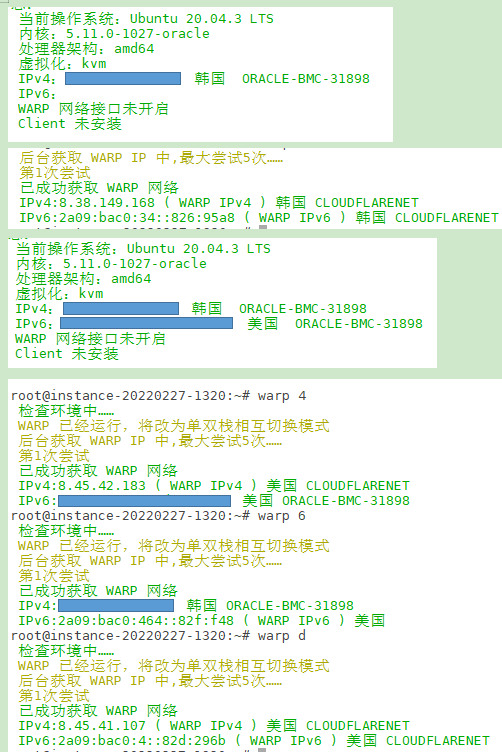 当前操作系统：Ubuntu 20.04.3 LTS
内核：5.11.0-1027-oracle
处理器架构：amd64
虚拟化：kvm
IPv4： 韩国 ORACLE-BMC-31898
IPv6：
WARP 网络接口未开启
Client 未安装
后台获取 WARP IP 中,最大尝试5次……
第1次尝试
已成功获取 WARP 网络
IPv4:8.38.149.168 ( WARP IPv4 ) 韩国 CLOUDFLARENET
IPv6:2a09:bac0:34::826:95a8 ( WARP IPv6 ) 韩国 CLOUDFLARENET
当前操作系统：Ubuntu 20.04.3 LTS
内核：5.11.0-1027-oracle
处理器架构：amd64
虚拟化：kvm
IPv4： 韩国 ORACLE-BMC-31898
IPv6： 美国 ORACLE-BMC-31898
WARP 网络接口未开启
Client 未安装
root@instance-20220227-1320:~# warp 4
检查环境中……
WARP 已经运行，将改为单双栈相互切换模式
后台获取 WARP IP 中,最大尝试5次……
第1次尝试
已成功获取 WARP 网络
IPv4:8.45.42.183 ( WARP IPv4 ) 美国 CLOUDFLARENET
IPv6: 美国 ORACLE-BMC-31898
root@instance-20220227-1320:~# warp 6
检查环境中……
WARP 已经运行，将改为单双栈相互切换模式
后台获取 WARP IP 中,最大尝试5次……
第1次尝试
已成功获取 WARP 网络
IPv4: 韩国 ORACLE-BMC-31898
IPv6:2a09:bac0:464::82f:f48 ( WARP IPv6 ) 美国
root@instance-20220227-1320:~# warp d
检查环境中……
WARP 已经运行，将改为单双栈相互切换模式
后台获取 WARP IP 中,最大尝试5次……
第1次尝试
已成功获取 WARP 网络
IPv4:8.45.41.107 ( WARP IPv4 ) 美国 CLOUDFLARENET
IPv6:2a09:bac0:4::82d:296b ( WARP IPv6 ) 美国 CLOUDFLARENET